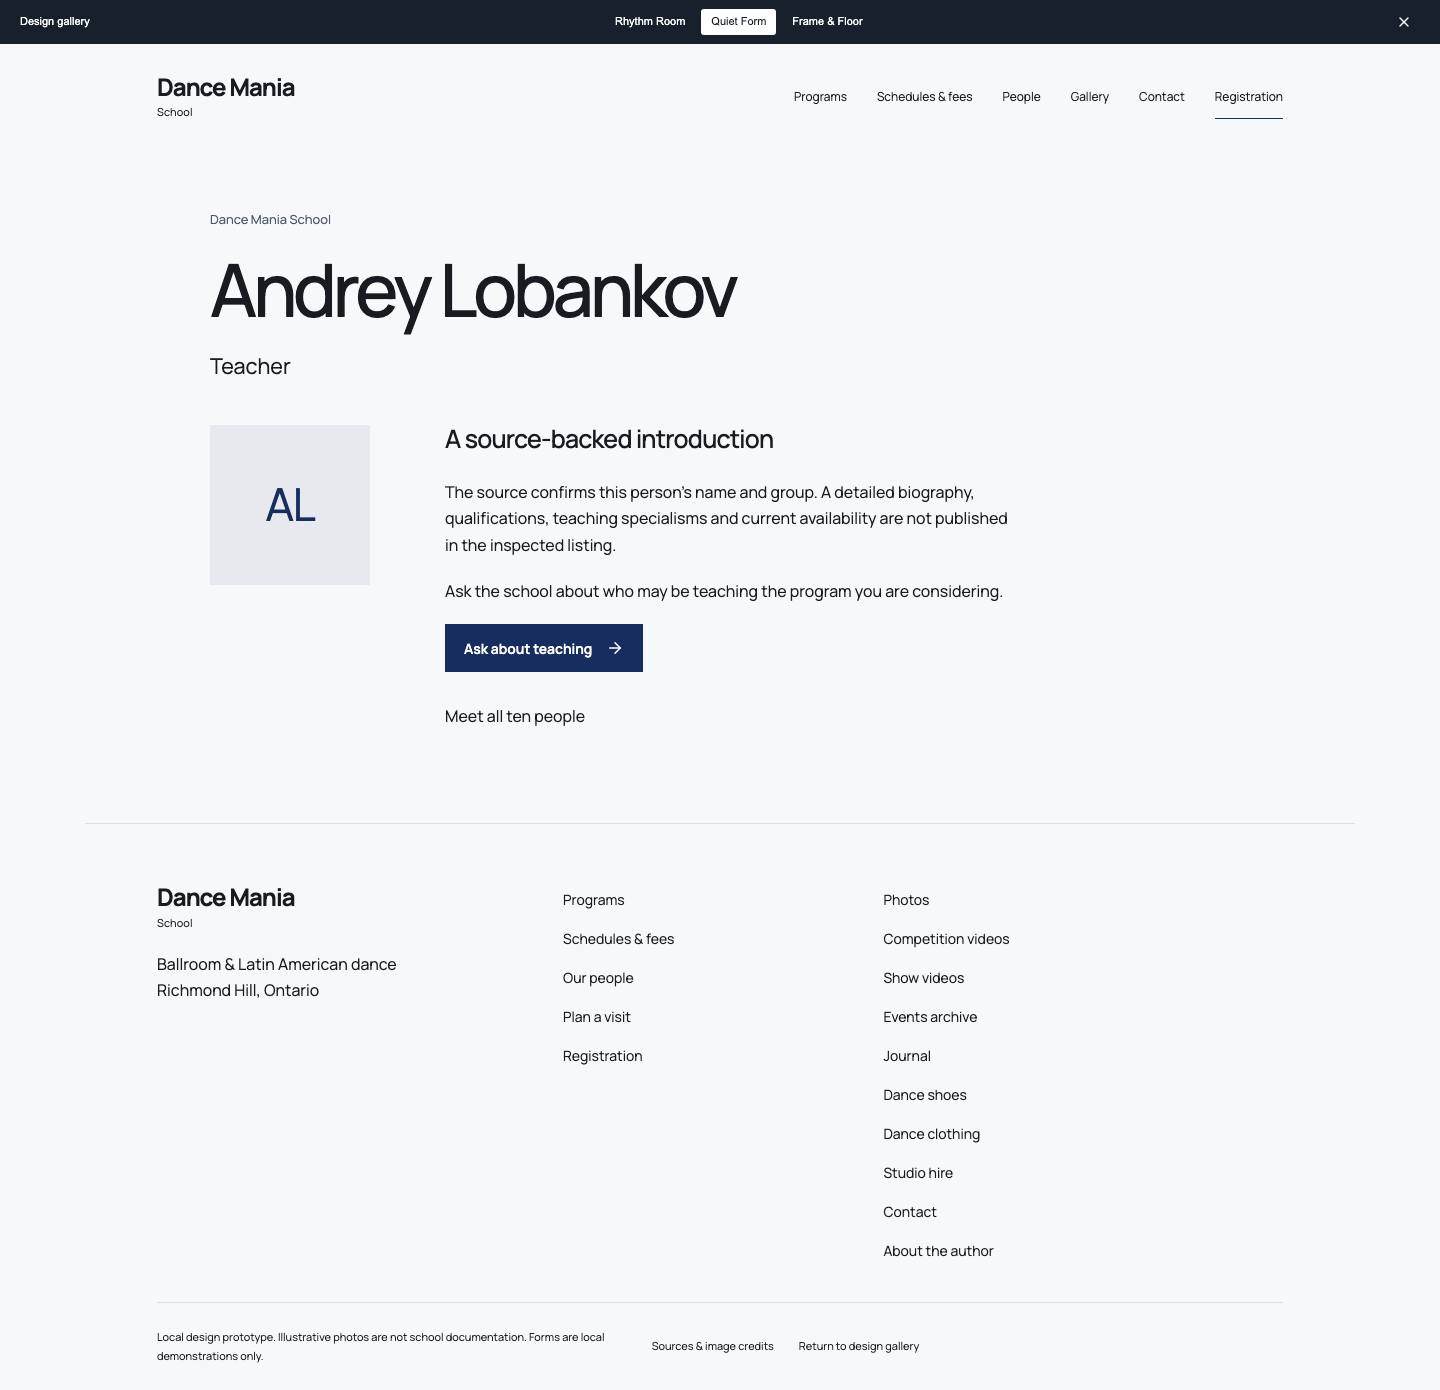 Design gallery
Rhythm Room
Quiet Form
Frame & Floor
Dance Mania
School
Programs
Schedules & fees
People
Gallery
Contact
Registration
Dance Mania School
Andrey Lobankov
Teacher
AL
A source-backed introduction
The source confirms this person's name and group. A detailed biography,
qualifications, teaching specialisms and current availability are not published
in the inspected listing.
Ask the school about who may be teaching the program you are considering.
Ask about teaching
Meet all ten people
Dance Mania
School
Ballroom & Latin American dance
Richmond Hill, Ontario
Programs
Schedules & fees
Our people
Plan a visit
Registration
Photos
Competition videos
Show videos
Events archive
Journal
Dance shoes
Dance clothing
Studio hire
Contact
About the author
Local design prototype. Illustrative photos are not school documentation. Forms are local
demonstrations only.
Sources & image credits
Return to design gallery